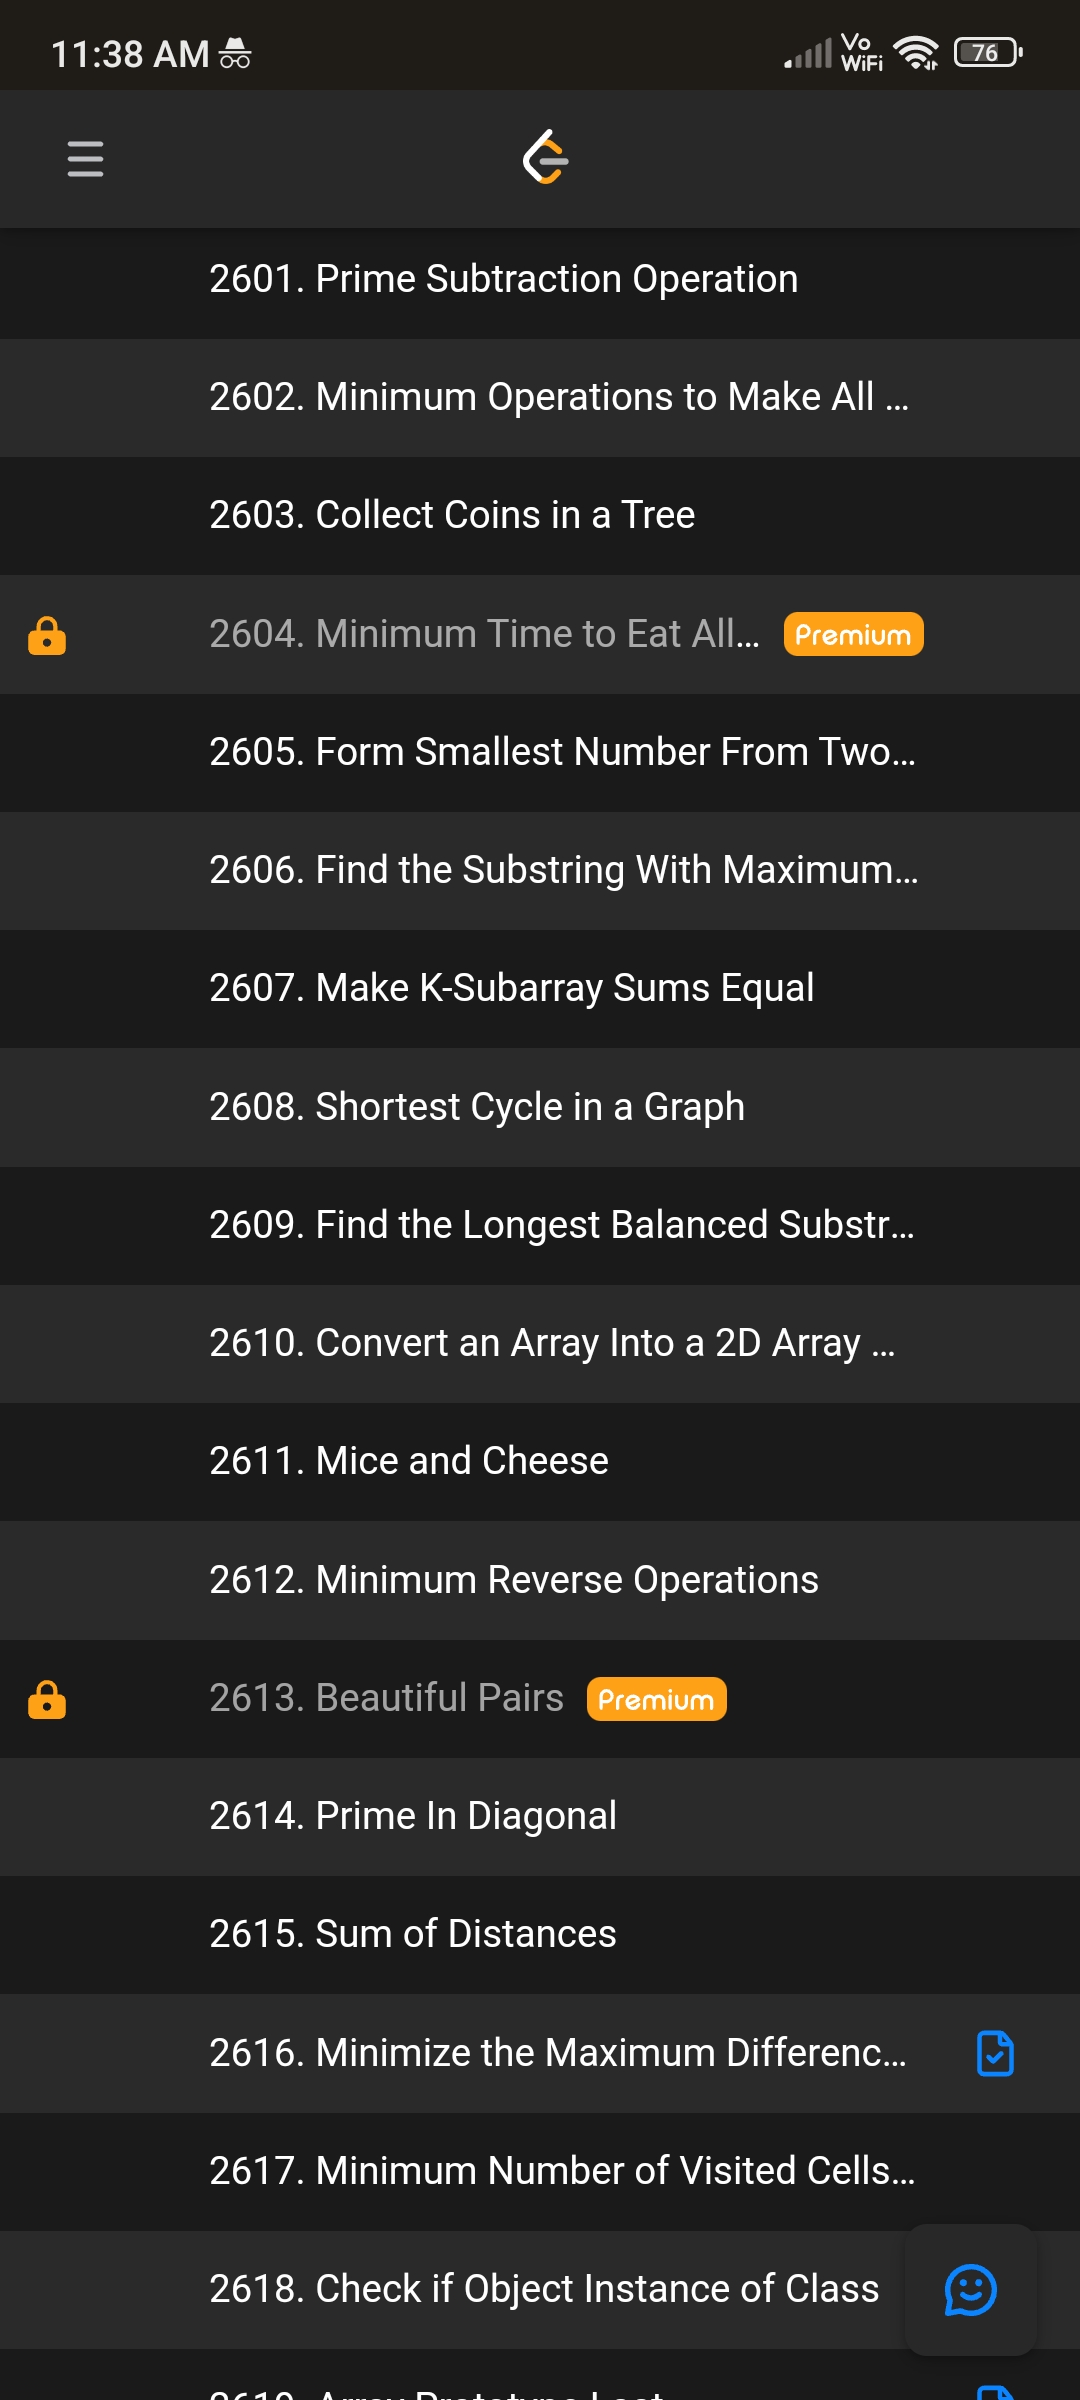 11:38 AM
Vo
WiFi
76
2601. Prime Subtraction Operation
2602. Minimum Operations to Make All ...
2603. Collect Coins in a Tree
2604. Minimum Time to Eat All... Premium
2605. Form Smallest Number From Two...
2606. Find the Substring With Maximum...
2607. Make K-Subarray Sums Equal
2608. Shortest Cycle in a Graph
2609. Find the Longest Balanced Substr...
2610. Convert an Array Into a 2D Array ...
2611. Mice and Cheese
2612. Minimum Reverse Operations
2613. Beautiful Pairs Premium
2614. Prime In Diagonal
2615. Sum of Distances
2616. Minimize the Maximum Differenc...
2617. Minimum Number of Visited Cells...
2618. Check if Object Instance of Class
2619. Array Prototype Last